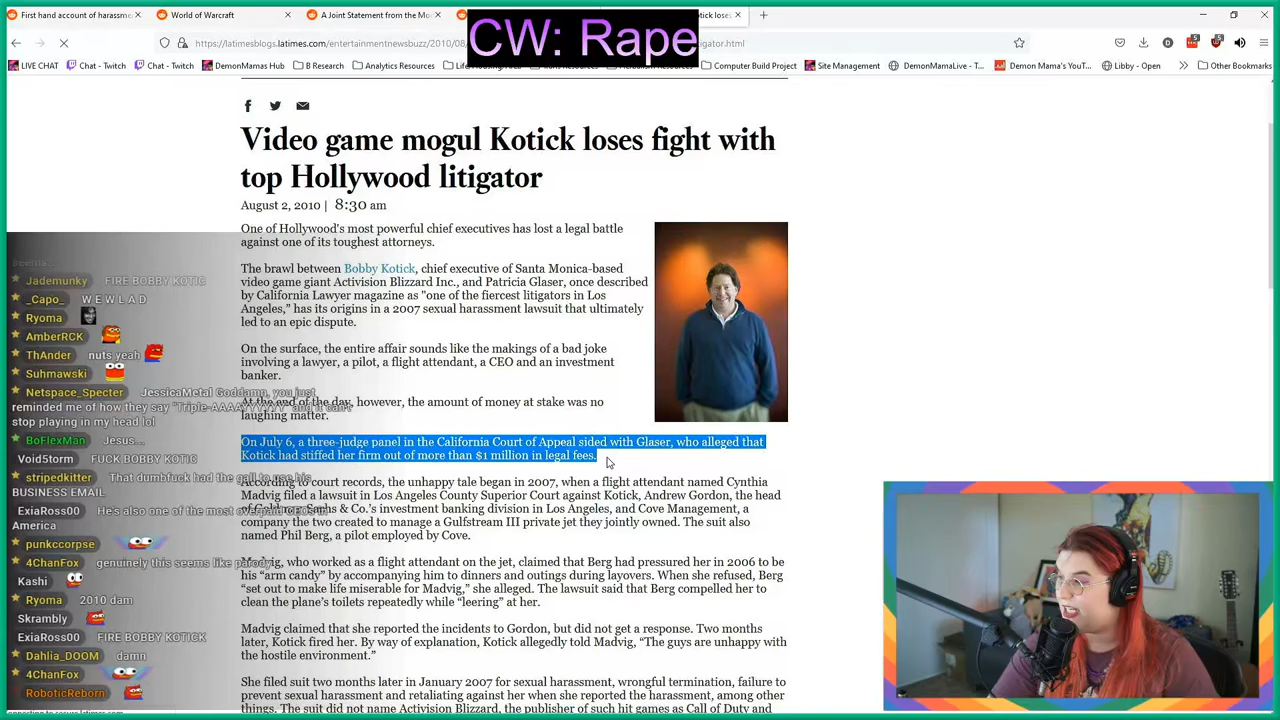 First hand account of harassme
World of Warcraft
A Joint Statement from the Mo
tick loses
CW: Rape
https://latimesblogs.latimes.com/entertainmentnewsbuzz/2010/08
igator.html
LIVE CHAT
Chat - Twitch
Chat - Twitch
DemonMamas Hub
B Research
Analytics Resources
Computer Build Project
Site Management
DemonMamaLive - T...
Demon Mama's YouT...
Libby - Open
Other Bookmarks
Video game mogul Kotick loses fight with
top Hollywood litigator
August 2, 2010 | 8:30 am
One of Hollywood's most powerful chief executives has lost a legal battle
against one of its toughest attorneys.
The brawl between Bobby Kotick, chief executive of Santa Monica-based
video game giant Activision Blizzard Inc., and Patricia Glaser, once described
by California Lawyer magazine as "one of the fiercest litigators in Los
Angeles," has its origins in a 2007 sexual harassment lawsuit that ultimately
led to an epic dispute.
On the surface, the entire affair sounds like the makings of a bad joke
involving a lawyer, a pilot, a flight attendant, a CEO and an investment
banker.
At the end of the day, however, the amount of money at stake was no
laughing matter.
On July 6, a three-judge panel in the California Court of Appeal sided with Glaser, who alleged that
Kotick had stiffed her firm out of more than $1 million in legal fees.
According to court records, the unhappy tale began in 2007, when a flight attendant named Cynthia
Madvig filed a lawsuit in Los Angeles County Superior Court against Kotick, Andrew Gordon, the head
of Goldman Sachs & Co.'s investment banking division in Los Angeles, and Cove Management, a
company the two created to manage a Gulfstream III private jet they jointly owned. The suit also
named Phil Berg, a pilot employed by Cove.
Madvig, who worked as a flight attendant on the jet, claimed that Berg had pressured her in 2006 to be
his “arm candy” by accompanying him to dinners and outings during layovers. When she refused, Berg
“set out to make life miserable for Madvig,” she alleged. The lawsuit said that Berg compelled her to
clean the plane's toilets repeatedly while “leering” at her.
Madvig claimed that she reported the incidents to Gordon, but did not get a response. Two months
later, Kotick fired her. By way of explanation, Kotick allegedly told Madvig, “The guys are unhappy with
the hostile environment.”
She filed suit two months later in January 2007 for sexual harassment, wrongful termination, failure to
prevent sexual harassment and retaliating against her when she reported the harassment, among other
things. The suit did not name Activision Blizzard, the publisher of such hit games as Call of Duty and
Jademunky FIRE BOBBY KOTIC
_Capo_ W E W L A D
Ryoma
AmberRCK
ThAnder nuts yeah
Suhmawski
Netspace_Specter JessicaMetal Goddamn, you just
reminded me of how they say "Triple-AAAAYYYYYY" and it can't
stop playing in my head lol
BoFlexMan Jesus...
Void5torm FUCK BOBBY KOTICK
stripedkitter That dumbfuck had the gall to use his
BUSINESS EMAIL
ExiaRoss00 He's also one of the most overpaid CEOs in
America
punkccorpse
4ChanFox genuinely this seems like parody
Kashi
Ryoma 2010 dam
Skrambly
ExiaRoss00 FIRE BOBBY KOTICK
Dahlia_DOOM damn
4ChanFox
RoboticReborn